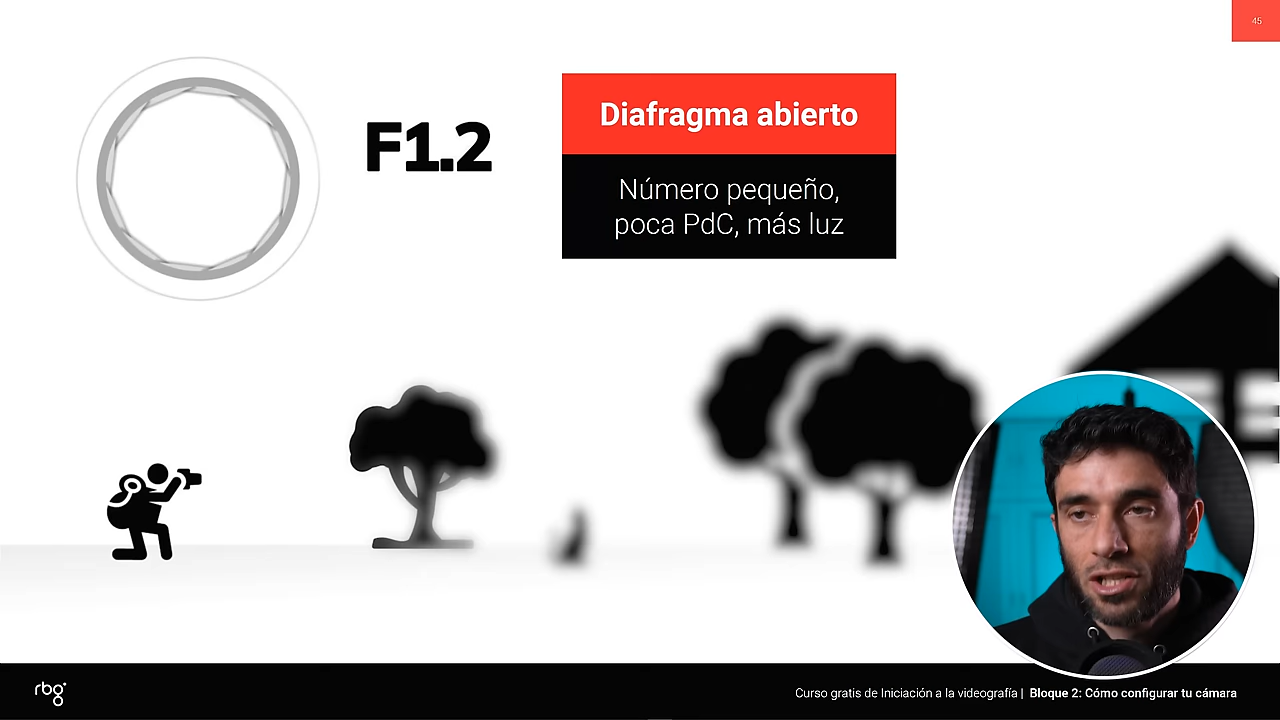 45
F1.2
Diafragma abierto
Número pequeño,
poca PdC, más luz
rbg
Curso gratis de Iniciación a la videografía | Bloque 2: Cómo configurar tu cámara